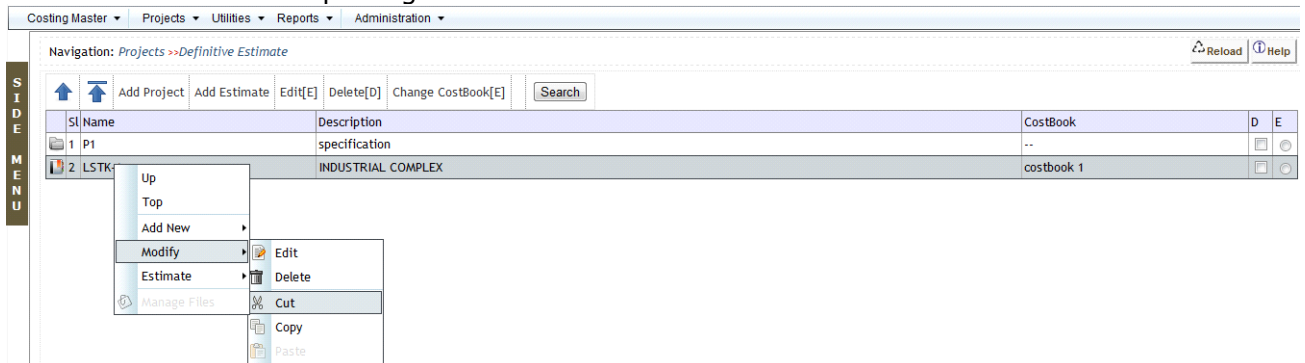 Costing Master Projects Utilities Reports Administration
Navigation: Projects >>Definitive Estimate Reload Help
SIDE MENU
Add Project Add Estimate Edit[E] Delete[D] Change CostBook[E] Search
Sl Name Description CostBook D E
1 P1 specification --
2 LSTK- INDUSTRIAL COMPLEX costbook 1
Up
Top
Add New
Modify
Estimate
Manage Files
Edit
Delete
Cut
Copy
Paste